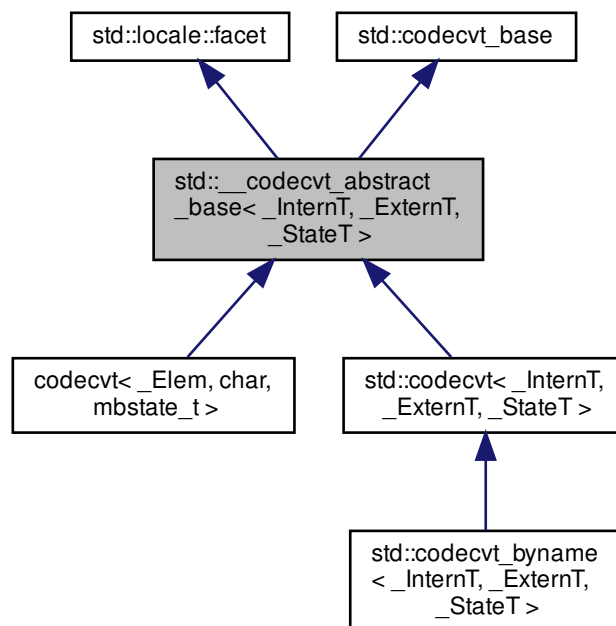 std::locale::facet
std::codecvt_base
std::__codecvt_abstract
_base< _InternT, _ExternT,
_StateT >
codecvt< _Elem, char,
mbstate_t >
std::codecvt< _InternT,
_ExternT, _StateT >
std::codecvt_byname
< _InternT, _ExternT,
_StateT >